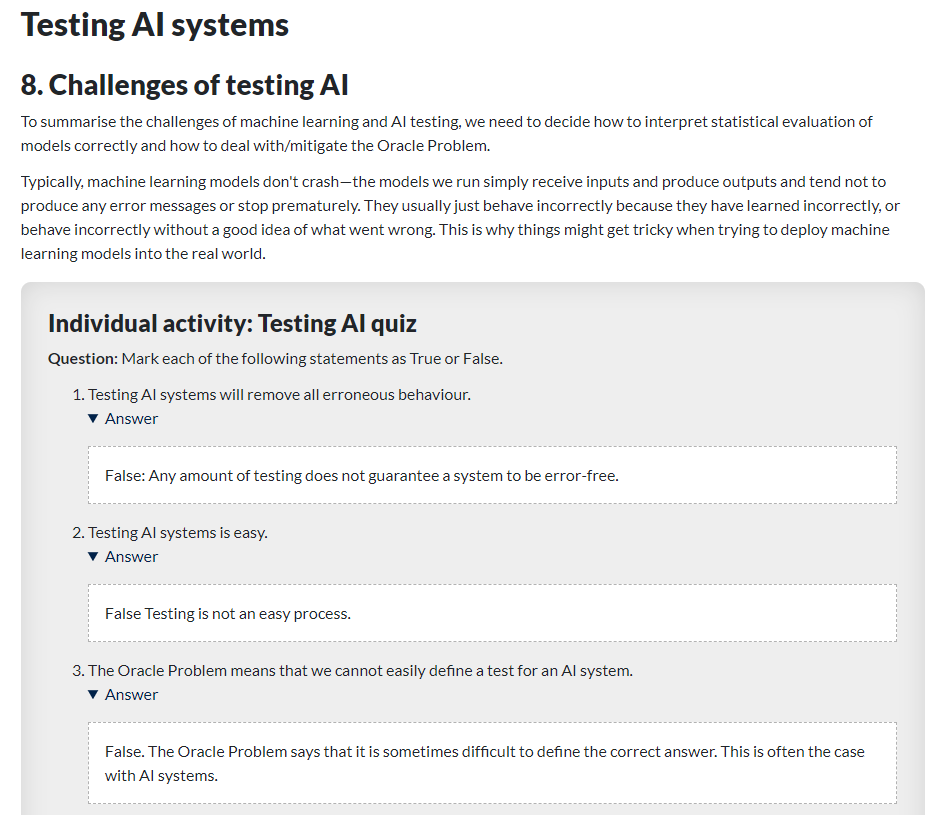 Testing AI systems
8. Challenges of testing AI
To summarise the challenges of machine learning and AI testing, we need to decide how to interpret statistical evaluation of
models correctly and how to deal with/mitigate the Oracle Problem.
Typically, machine learning models don't crash—the models we run simply receive inputs and produce outputs and tend not to
produce any error messages or stop prematurely. They usually just behave incorrectly because they have learned incorrectly, or
behave incorrectly without a good idea of what went wrong. This is why things might get tricky when trying to deploy machine
learning models into the real world.
Individual activity: Testing AI quiz
Question: Mark each of the following statements as True or False.
1. Testing AI systems will remove all erroneous behaviour.
▼ Answer
False: Any amount of testing does not guarantee a system to be error-free.
2. Testing AI systems is easy.
▼ Answer
False Testing is not an easy process.
3. The Oracle Problem means that we cannot easily define a test for an AI system.
▼ Answer
False. The Oracle Problem says that it is sometimes difficult to define the correct answer. This is often the case
with AI systems.